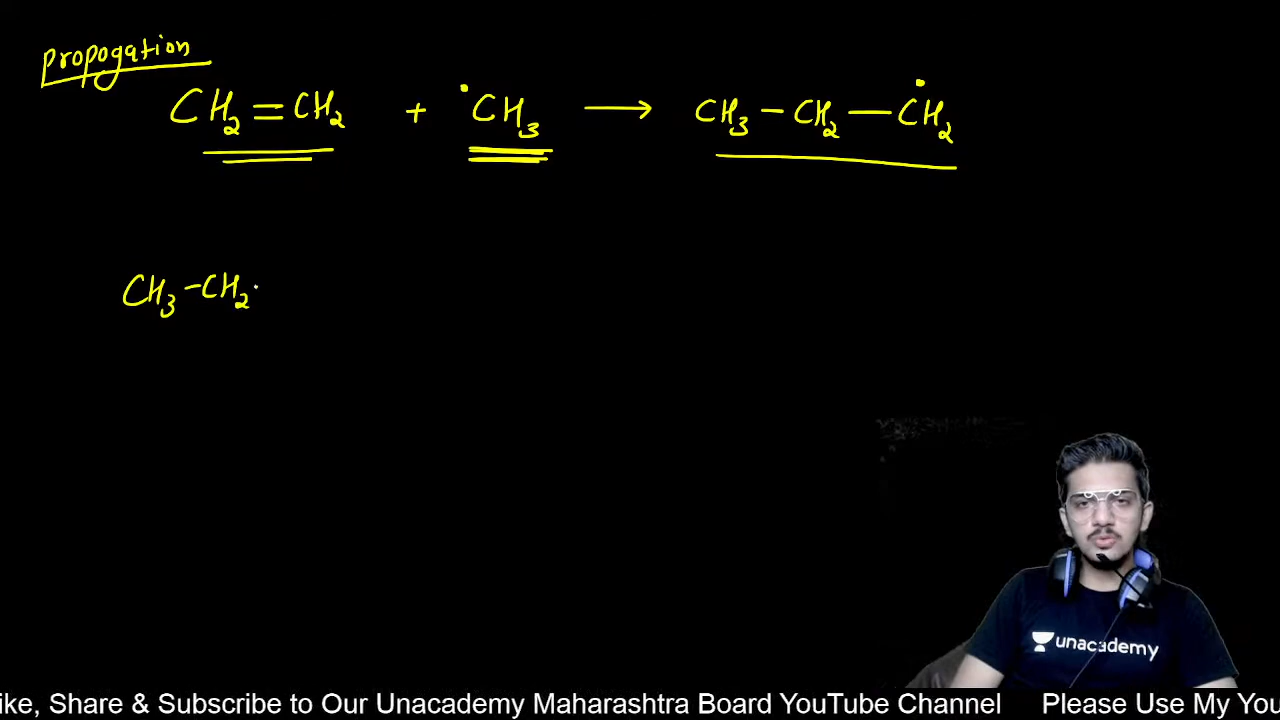 propogation
CH₂=CH₂ + •CH₃ ⟶ CH₃−CH₂—ĊH₂
CH₃−CH₂
unacademy
ike, Share & Subscribe to Our Unacademy Maharashtra Board YouTube Channel Please Use My You